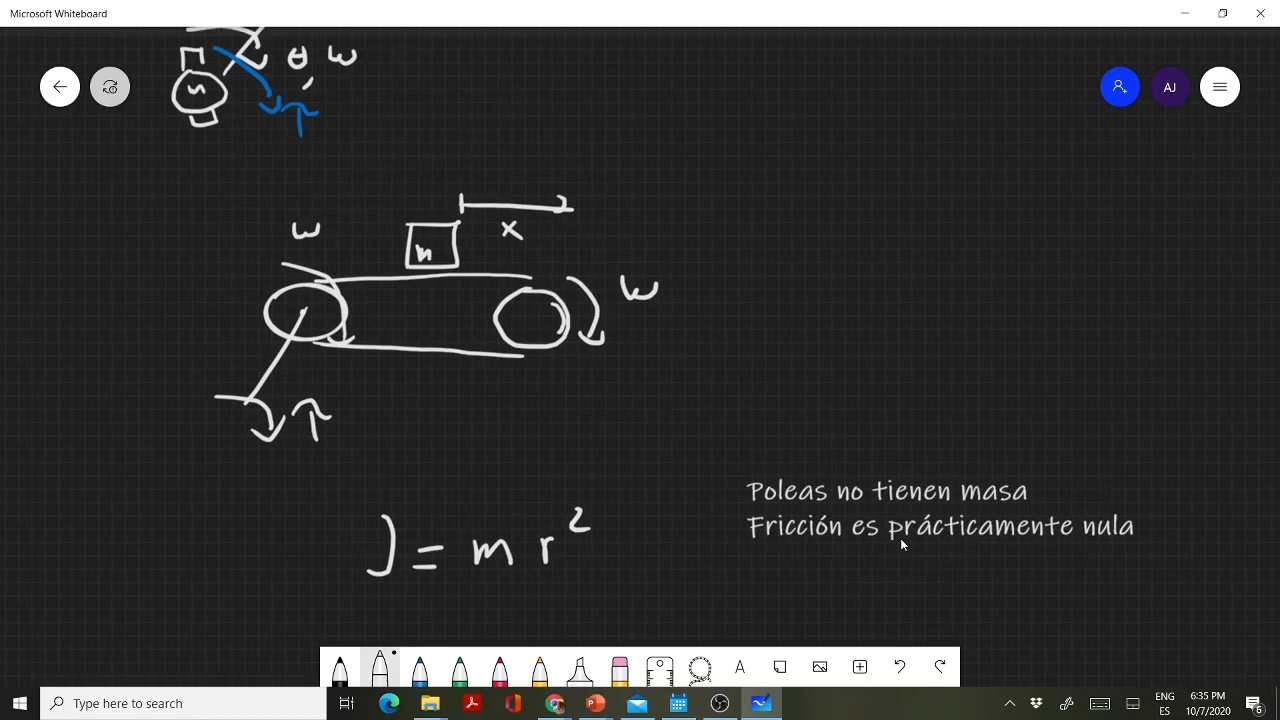 Microsoft Whiteboard
θ, ω
τ
AJ
x
ω
m
ω
τ
Poleas no tienen masa
Fricción es prácticamente nula
J = m r²
A
Type here to search
ENG
ES
6:35 PM
10/7/2020
6